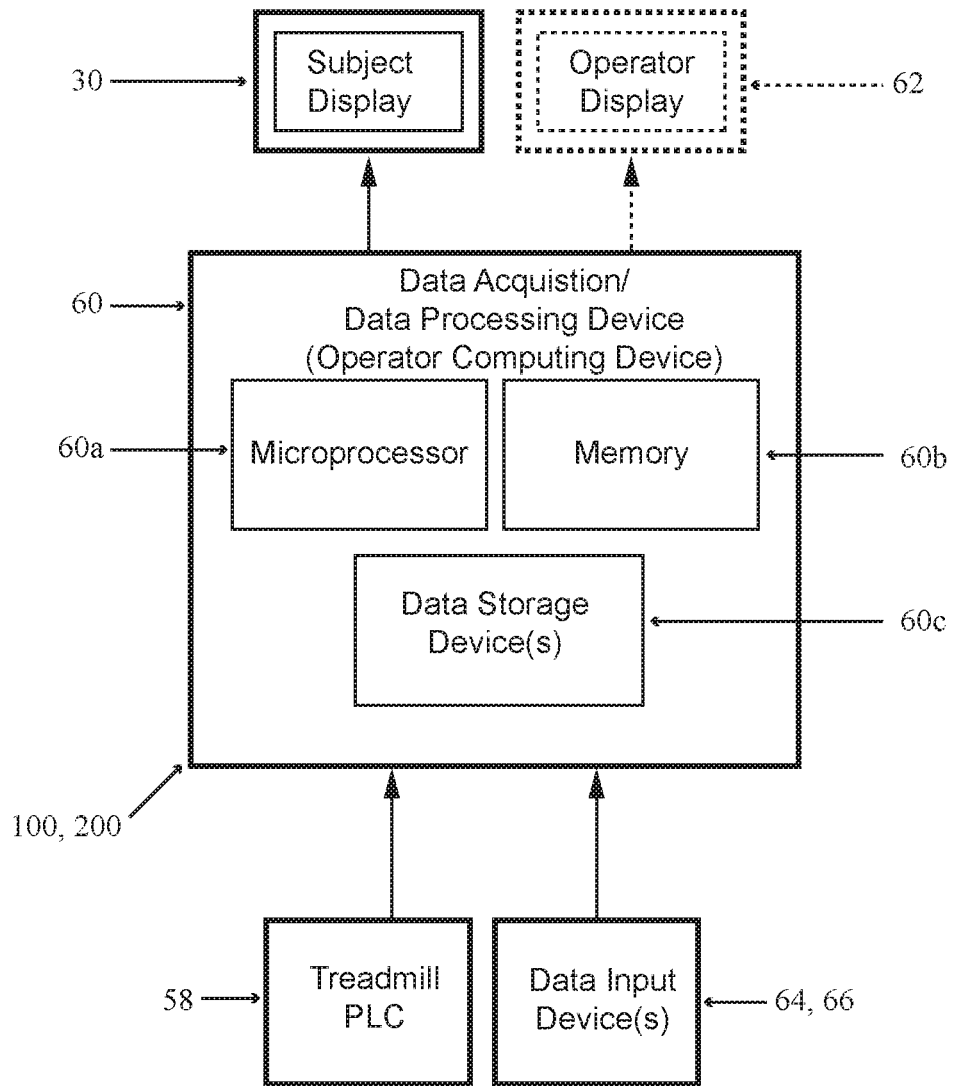 30
Subject
Display
Operator
Display
62
60
Data Acquistion/
Data Processing Device
(Operator Computing Device)
60a
Microprocessor
Memory
60b
Data Storage
Device(s)
60c
100, 200
58
Treadmill
PLC
Data Input
Device(s)
64, 66